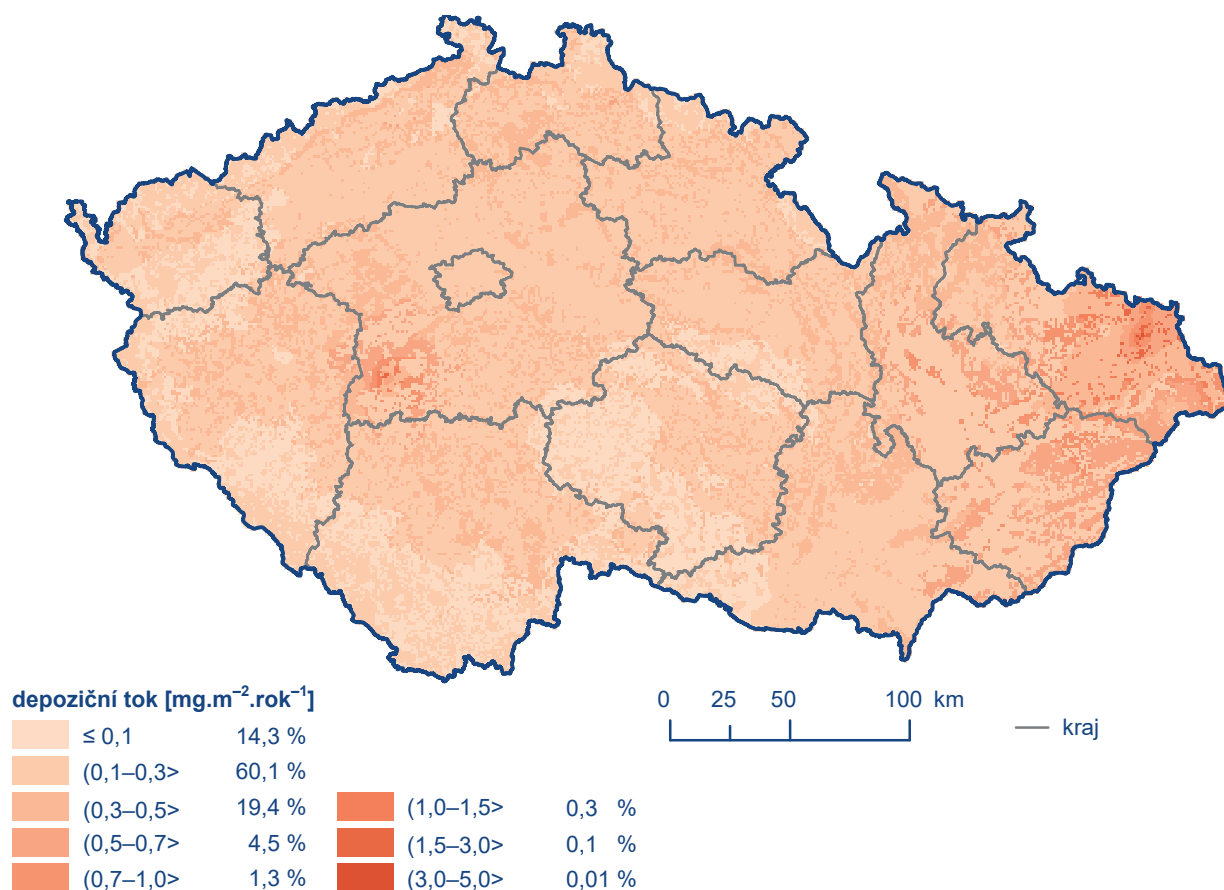 depoziční tok [mg.m⁻².rok⁻¹]
≤ 0,1 14,3 %
(0,1–0,3> 60,1 %
(0,3–0,5> 19,4 %
(0,5–0,7> 4,5 %
(0,7–1,0> 1,3 %
(1,0–1,5> 0,3 %
(1,5–3,0> 0,1 %
(3,0–5,0> 0,01 %
0 25 50 100 km
kraj